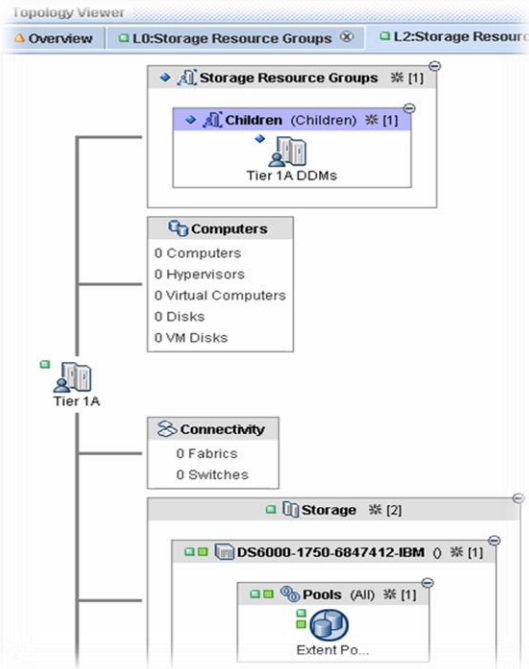 Topology Viewer
Overview L0:Storage Resource Groups L2:Storage Resourc
Storage Resource Groups [1]
Children (Children) [1]
Tier 1A DDMs
Computers
0 Computers
0 Hypervisors
0 Virtual Computers
0 Disks
0 VM Disks
Tier 1A
Connectivity
0 Fabrics
0 Switches
Storage [2]
DS6000-1750-6847412-IBM () [1]
Pools (All) [1]
Extent Po...